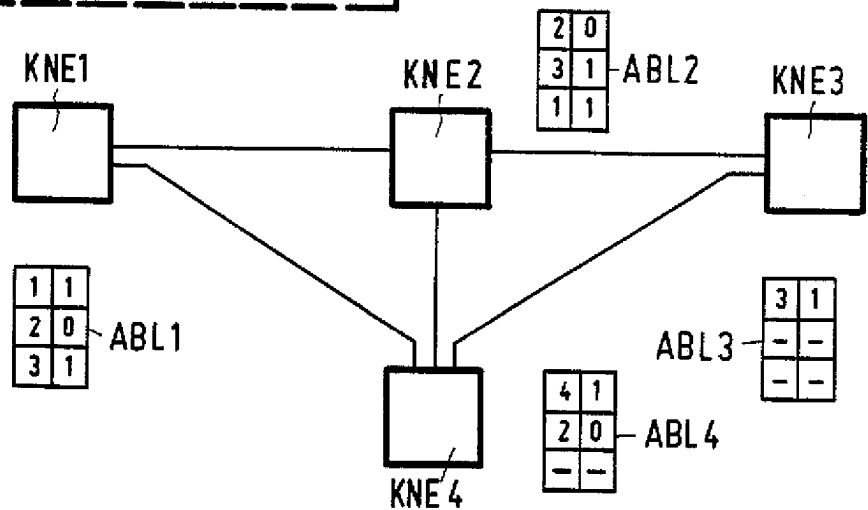 KNE1
KNE2
2 0
3 1
1 1
ABL2
KNE3
1 1
2 0
3 1
ABL1
3 1
– –
– –
ABL3
4 1
2 0
– –
ABL4
KNE4